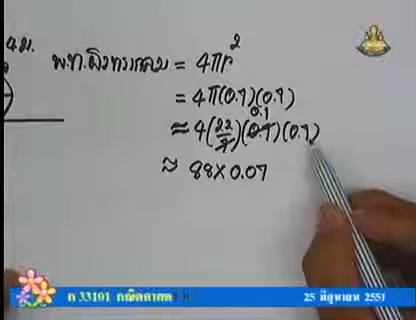 4 ม.
พ.ท.ผิวทรงกลม = 4πr²
= 4π(0.7)(0.7)
0.1
≈ 4(22/7)(0.7)(0.7)
≈ 88 × 0.07
ค 33101 คณิตศาสตร์
25 มิถุนายน 2551